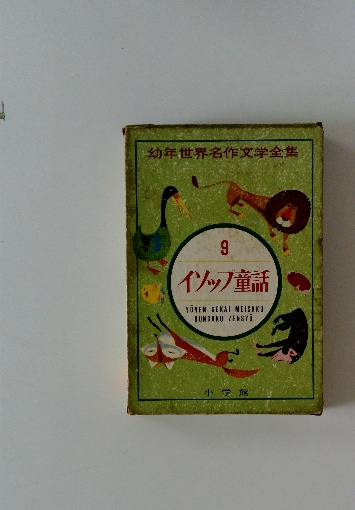 幼年世界名作文学全集
9
イソップ童話
YŌNEN SEKAI MEISAKU
BUNGAKU ZENSYŪ
小学館